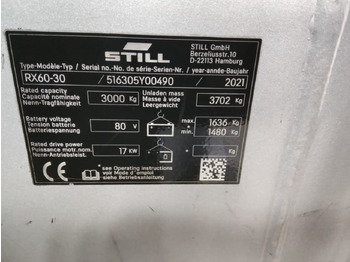 STILL
STILL GmbH
Berzeliusstr.10
D-22113 Hamburg
Type-Modèle-Typ / Serial no.-No. de série-Serien-Nr. / year-année-Baujahr
RX60-30 / 516305Y00490 / 2021
Rated capacity
Capacité nominale
Nenn-Tragfähigkeit
3000 Kg
Unladen mass
Masse à vide
Leergewicht
3702 Kg
Battery voltage
Tension batterie
Batteriespannung
80 V
max. 1636 Kg
min. 1480 Kg
Rated drive power
Puissance motr.nom.
Nenn-Antriebsleist.
17 KW
* Kg
*see Operating instructions
voir Mode d'emploi
siehe Betriebsanleitung
CE